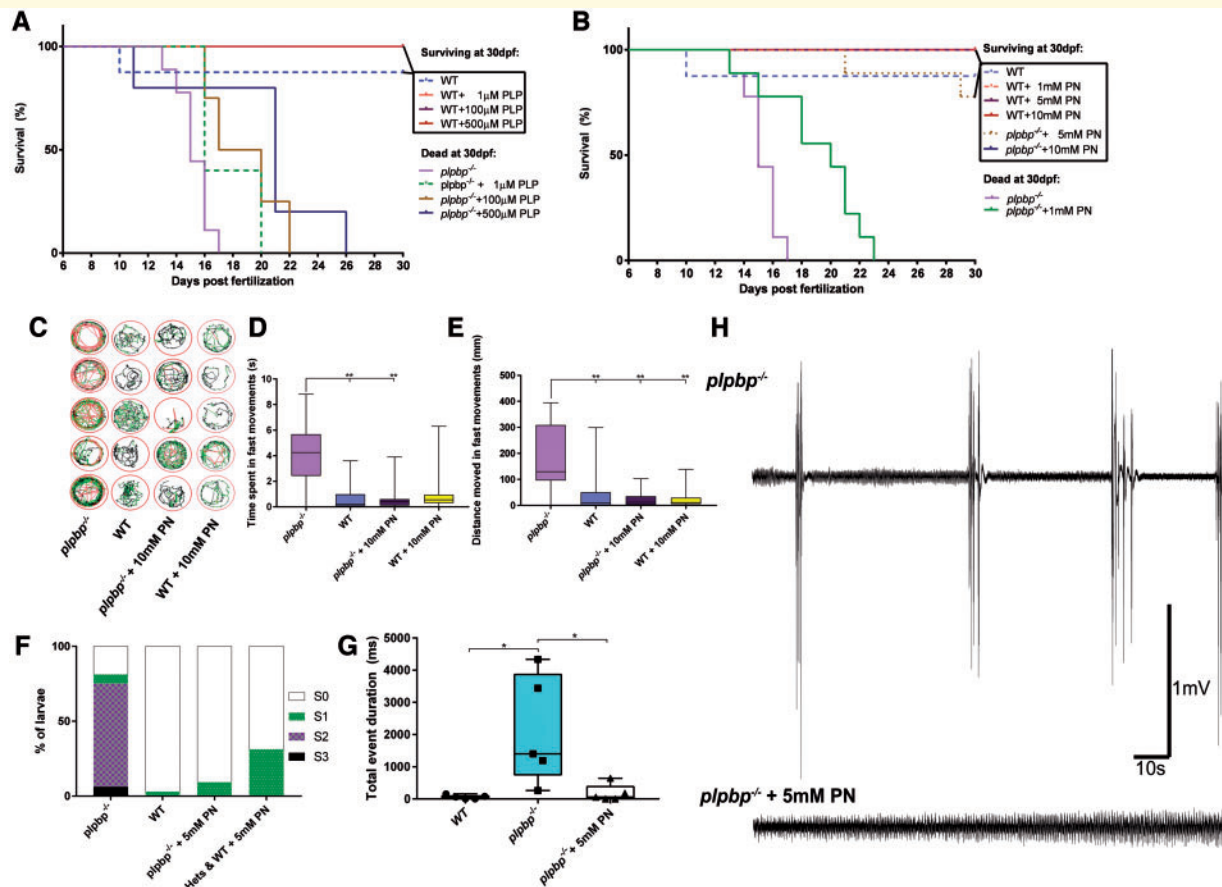 A
Survival (%)
100
50
0
6 8 10 12 14 16 18 20 22 24 26 28 30
Days post fertilization
Surviving at 30dpf:
WT
WT+ 1µM PLP
WT+100µM PLP
WT+500µM PLP
Dead at 30dpf:
plpbp-/-
plpbp-/- + 1µM PLP
plpbp-/-+100µM PLP
plpbp-/-+500µM PLP
B
Survival (%)
100
50
0
6 8 10 12 14 16 18 20 22 24 26 28 30
Days post fertilization
Surviving at 30dpf:
WT
WT+ 1mM PN
WT+ 5mM PN
WT+10mM PN
plpbp-/-+ 5mM PN
plpbp-/-+10mM PN
Dead at 30dpf:
plpbp-/-
plpbp-/-+1mM PN
C
plpbp-/-
WT
plpbp-/- + 10mM PN
WT + 10mM PN
D
Time spent in fast movements (s)
10
8
6
4
2
0
** **
plpbp-/-
WT
plpbp-/- + 10mM PN
WT + 10mM PN
E
Distance moved in fast movements (mm)
500
400
300
200
100
0
** ** **
plpbp-/-
WT
plpbp-/- + 10mM PN
WT + 10mM PN
F
% of larvae
100
50
0
S0
S1
S2
S3
plpbp-/-
WT
plpbp-/- + 5mM PN
Hets & WT + 5mM PN
G
Total event duration (ms)
5000
4000
3000
2000
1000
0
* *
WT
plpbp-/-
plpbp-/- + 5mM PN
H
plpbp-/-
1mV
10s
plpbp-/- + 5mM PN